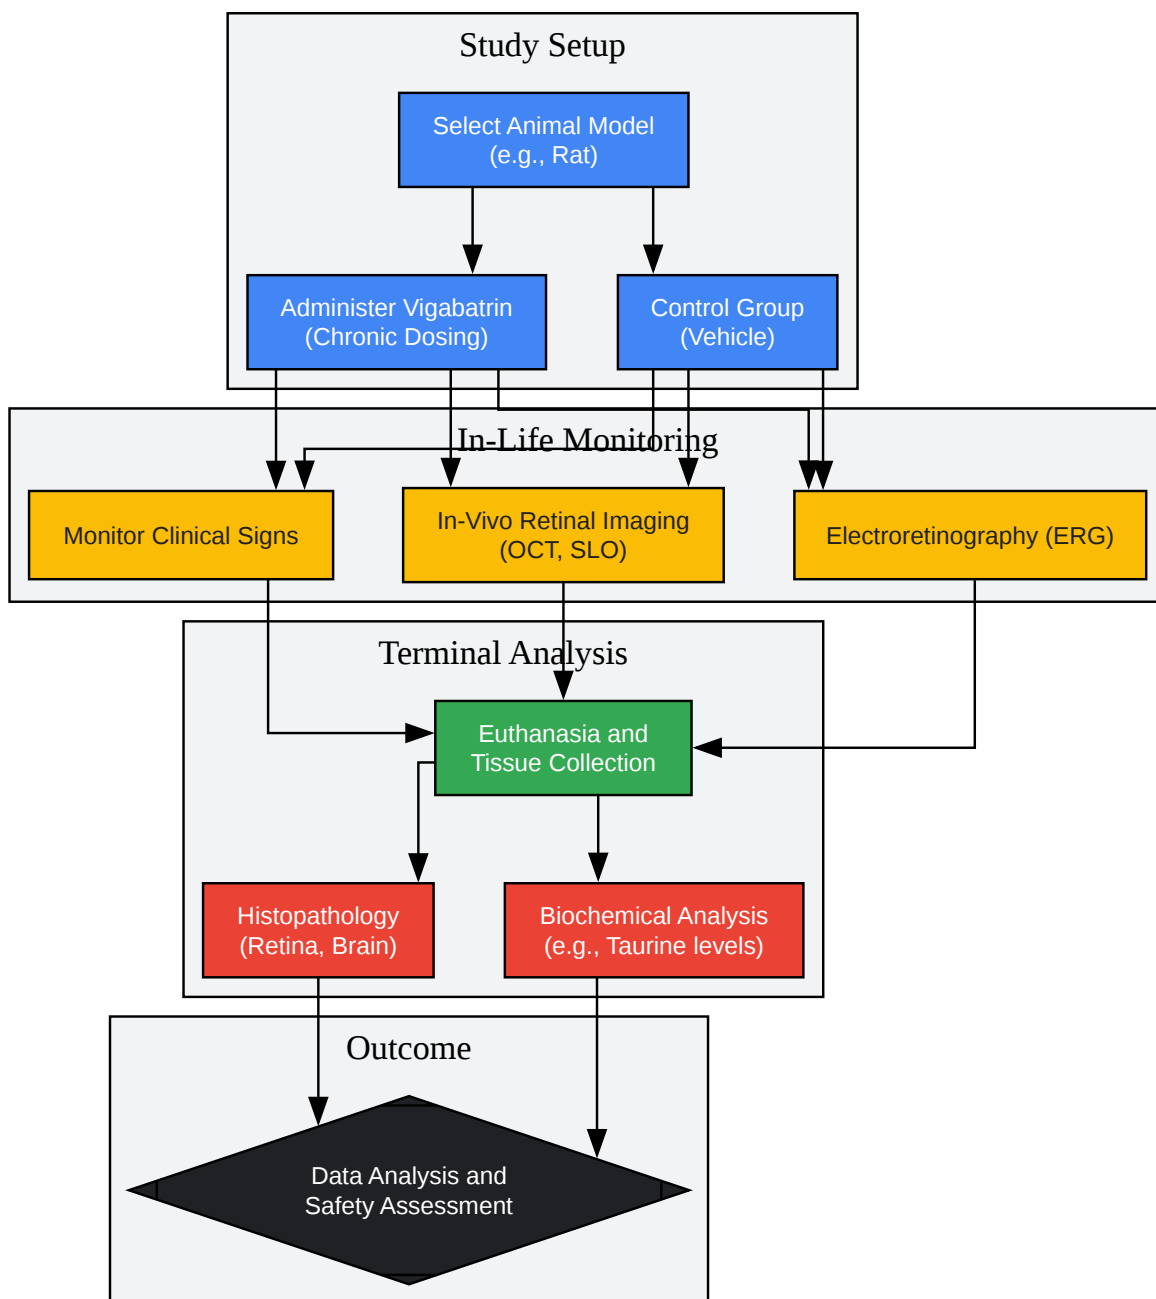 Study Setup
Select Animal Model
(e.g., Rat)
Administer Vigabatrin
(Chronic Dosing)
Control Group
(Vehicle)
In-Life Monitoring
Monitor Clinical Signs
In-Vivo Retinal Imaging
(OCT, SLO)
Electroretinography (ERG)
Terminal Analysis
Euthanasia and
Tissue Collection
Histopathology
(Retina, Brain)
Biochemical Analysis
(e.g., Taurine levels)
Outcome
Data Analysis and
Safety Assessment